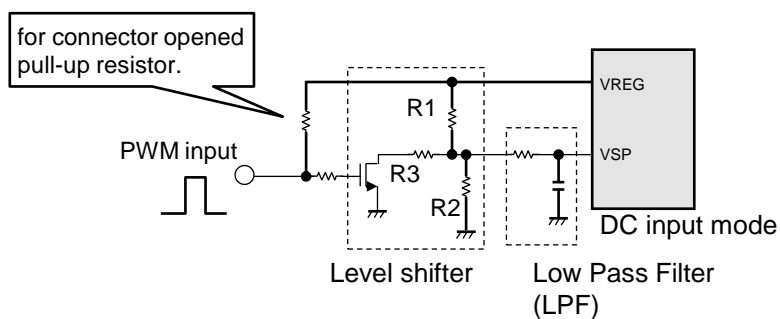 for connector opened
pull-up resistor.
VREG
R1
PWM input
R3
VSP
R2
DC input mode
Level shifter
Low Pass Filter
(LPF)